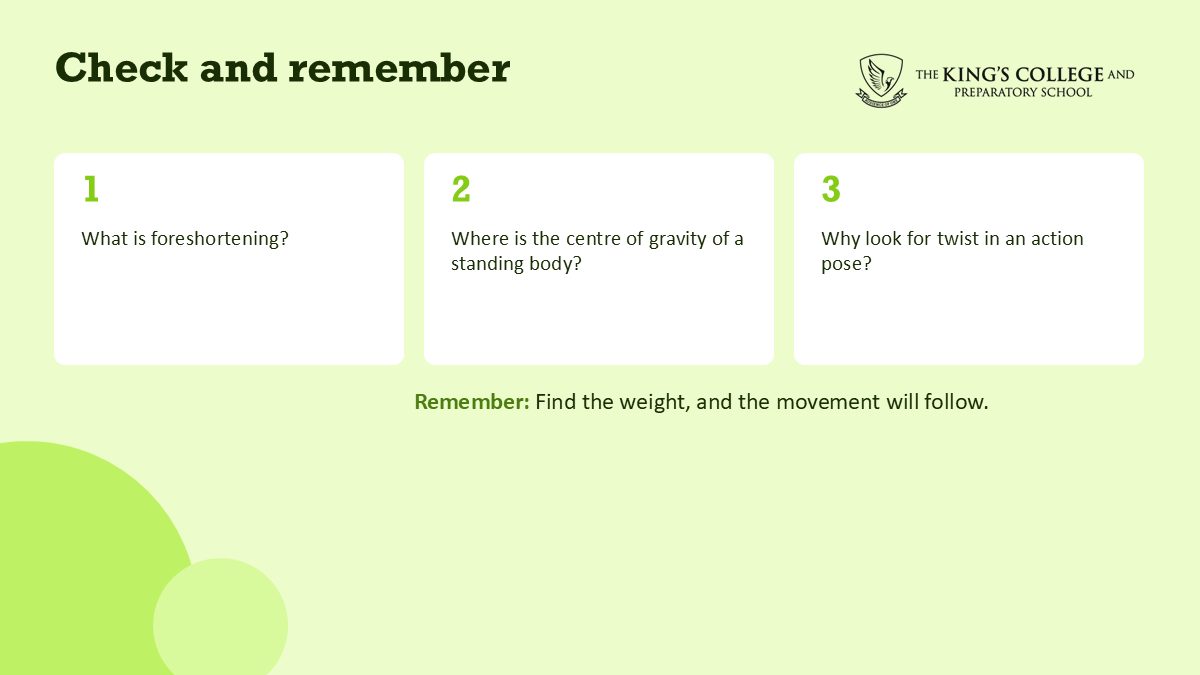 Check and remember
THE KING'S COLLEGE AND
PREPARATORY SCHOOL
1
What is foreshortening?
2
Where is the centre of gravity of a
standing body?
3
Why look for twist in an action
pose?
Remember: Find the weight, and the movement will follow.